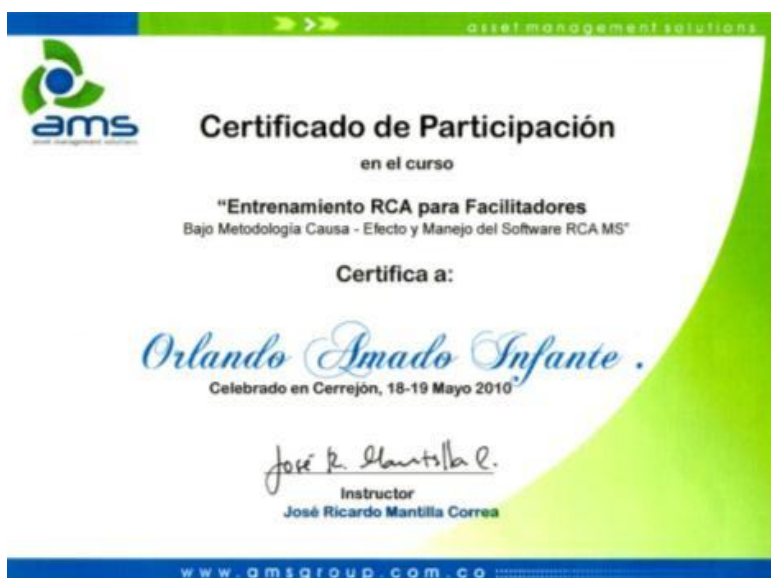 asset management solutions
ams
asset management solutions
Certificado de Participación
en el curso
“Entrenamiento RCA para Facilitadores
Bajo Metodología Causa - Efecto y Manejo del Software RCA MS”
Certifica a:
Orlando Amado Infante .
Celebrado en Cerrejón, 18-19 Mayo 2010
José R. Mantilla C.
Instructor
José Ricardo Mantilla Correa
www.amsgroup.com.co